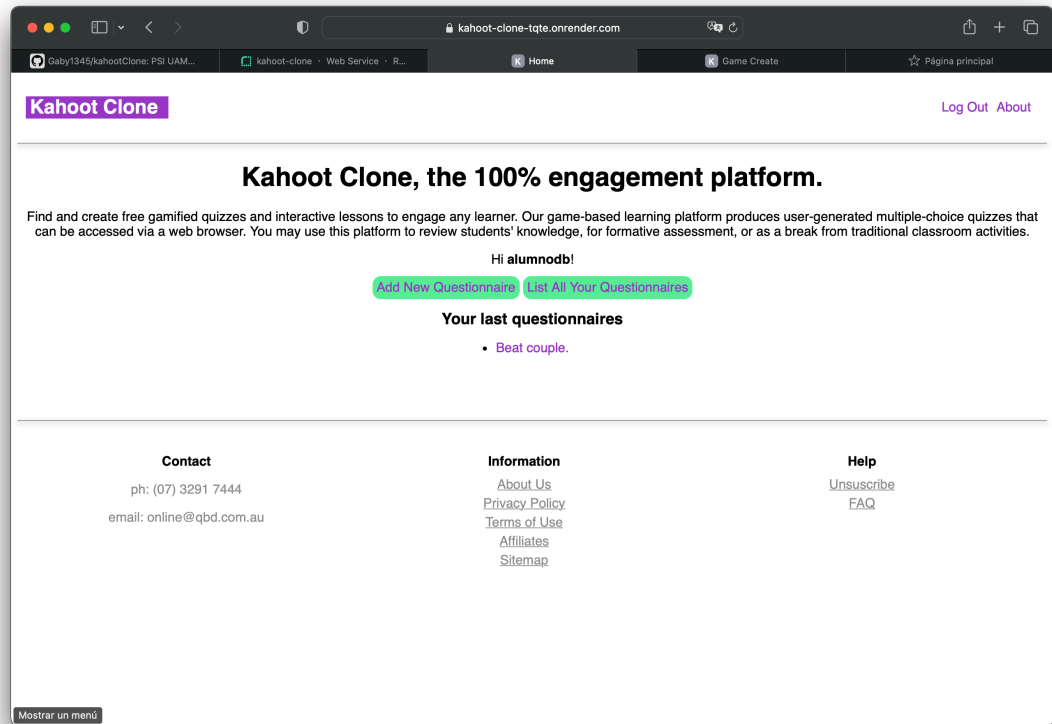 kahoot-clone-tqte.onrender.com
Gaby1345/kahootClone: PSI UAM...
kahoot-clone · Web Service · R...
K Home
K Game Create
Página principal
Kahoot Clone
Log Out About
Kahoot Clone, the 100% engagement platform.
Find and create free gamified quizzes and interactive lessons to engage any learner. Our game-based learning platform produces user-generated multiple-choice quizzes that
can be accessed via a web browser. You may use this platform to review students' knowledge, for formative assessment, or as a break from traditional classroom activities.
Hi alumnodb!
Add New Questionnaire List All Your Questionnaires
Your last questionnaires
• Beat couple.
Contact
ph: (07) 3291 7444
email: online@qbd.com.au
Information
About Us
Privacy Policy
Terms of Use
Affiliates
Sitemap
Help
Unsuscribe
FAQ
Mostrar un menú